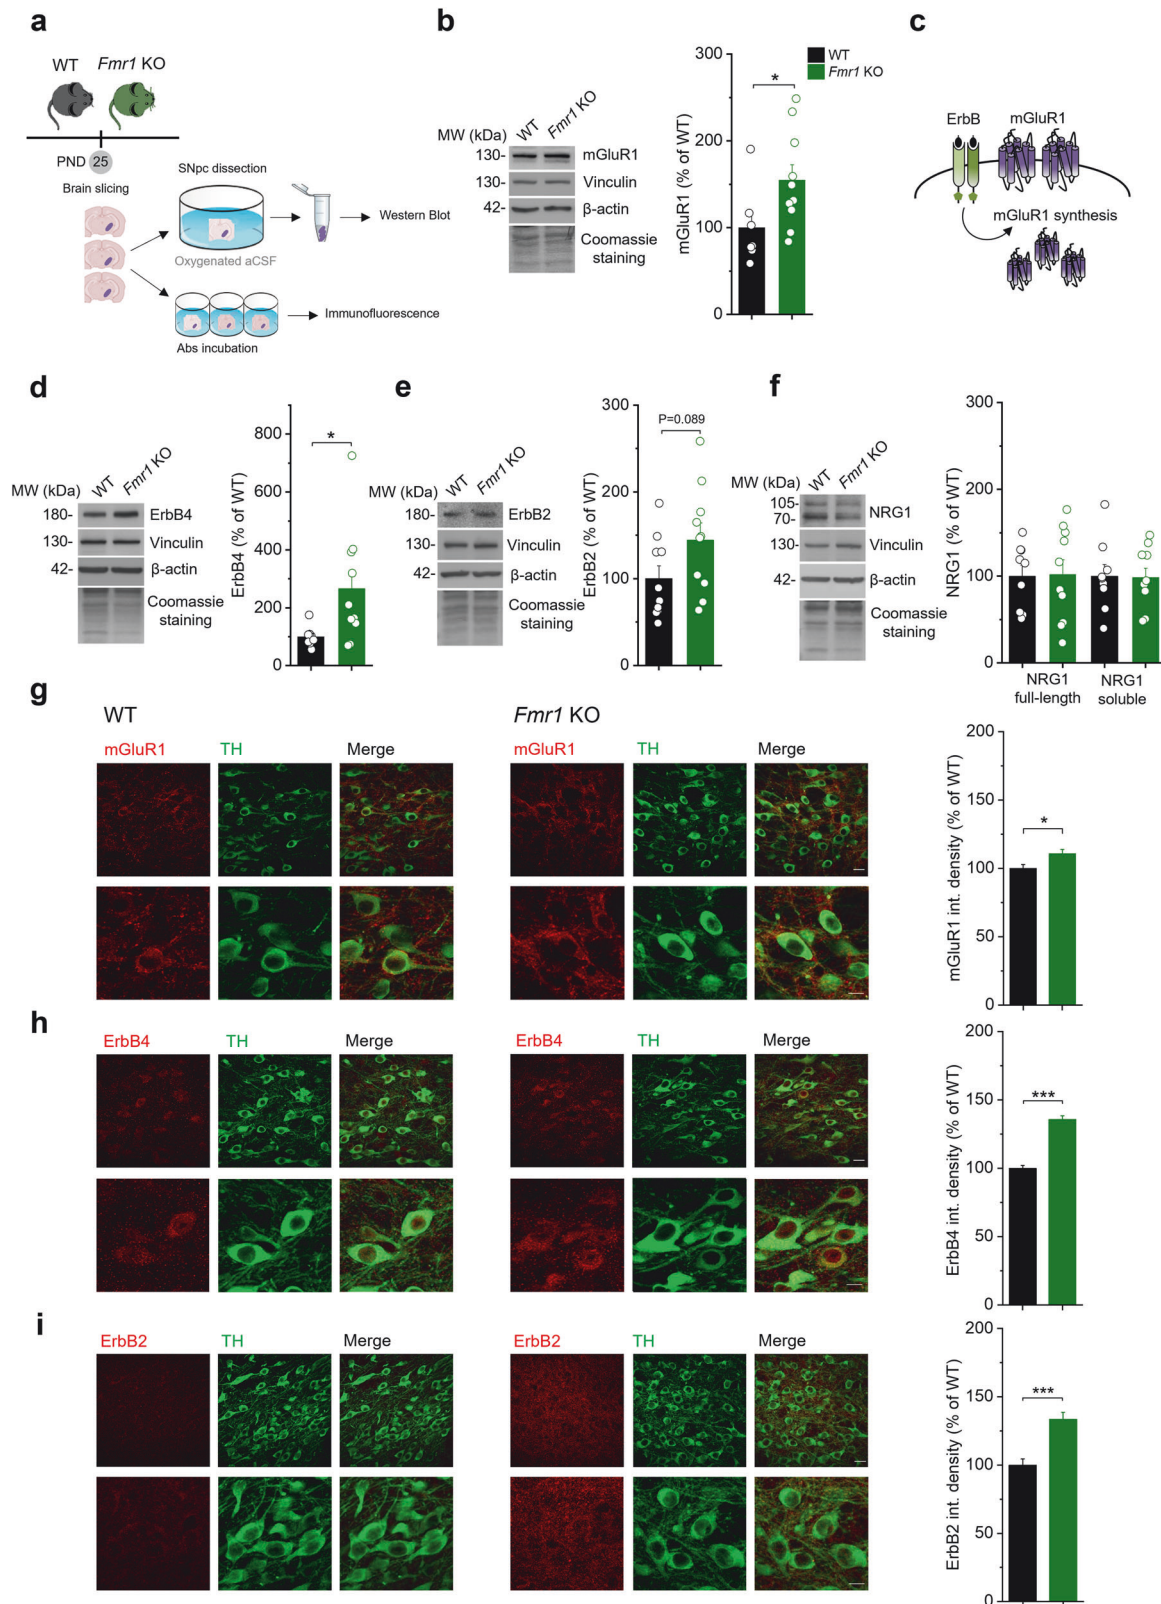 a
WT Fmr1 KO
PND 25
Brain slicing
SNpc dissection
Oxygenated aCSF
Western Blot
Abs incubation
Immunofluorescence
b
MW (kDa) WT Fmr1 KO
130- mGluR1
130- Vinculin
42- β-actin
Coomassie
staining
mGluR1 (% of WT)
300
200
100
0
*
WT
Fmr1 KO
c
ErbB mGluR1
mGluR1 synthesis
d
MW (kDa) WT Fmr1 KO
180- ErbB4
130- Vinculin
42- β-actin
Coomassie
staining
ErbB4 (% of WT)
800
600
400
200
0
*
e
MW (kDa) WT Fmr1 KO
180- ErbB2
130- Vinculin
42- β-actin
Coomassie
staining
ErbB2 (% of WT)
300
200
100
0
P=0.089
f
MW (kDa) WT Fmr1 KO
105-
70- NRG1
130- Vinculin
42- β-actin
Coomassie
staining
NRG1 (% of WT)
300
200
100
0
NRG1 NRG1
full-length soluble
g
WT Fmr1 KO
mGluR1 TH Merge mGluR1 TH Merge
mGluR1 int. density (% of WT)
200
150
100
50
0
*
h
ErbB4 TH Merge ErbB4 TH Merge
ErbB4 int. density (% of WT)
200
150
100
50
0
***
i
ErbB2 TH Merge ErbB2 TH Merge
ErbB2 int. density (% of WT)
200
150
100
50
0
***